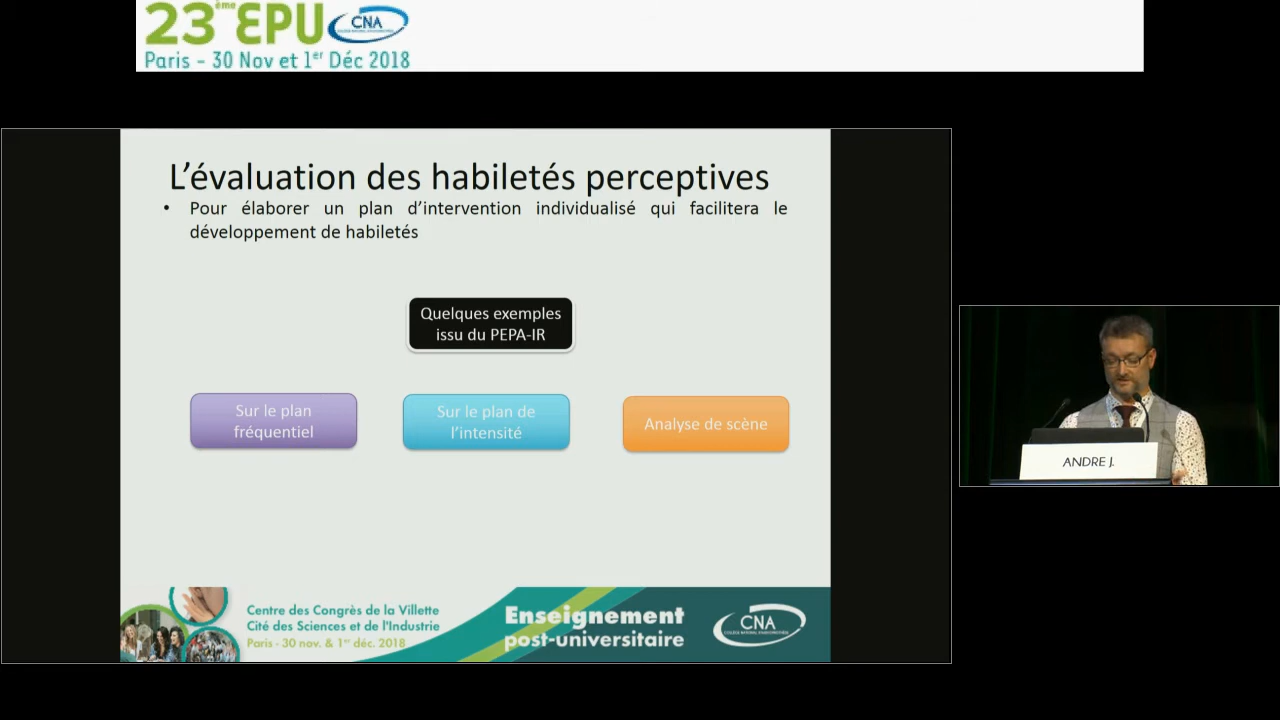 23ème EPU CNA
Paris - 30 Nov et 1er Déc 2018
L'évaluation des habiletés perceptives
• Pour élaborer un plan d'intervention individualisé qui facilitera le
développement de habiletés
Quelques exemples
issu du PEPA-IR
Sur le plan
fréquentiel
Sur le plan de
l'intensité
Analyse de scène
ANDRE J.
Centre des Congrès de la Villette
Cité des Sciences et de l'Industrie
Paris - 30 nov. & 1er déc. 2018
Enseignement
post-universitaire
CNA